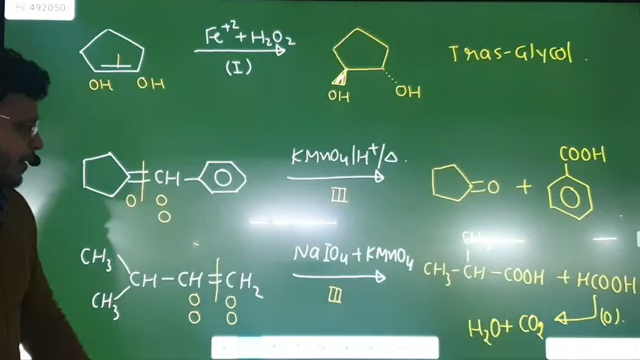 492050
Fe+2 + H2O2
(I)
OH OH
OH OH
Tras-Glycol.
CH
O O
O
KMnO4/H+/Δ.
III
=O +
COOH
CH3
CH3
CH-CH=CH2
O O
O O
NaIO4 + KMnO4
III
CH3-CH-COOH + HCOOH
(O).
H2O + CO2